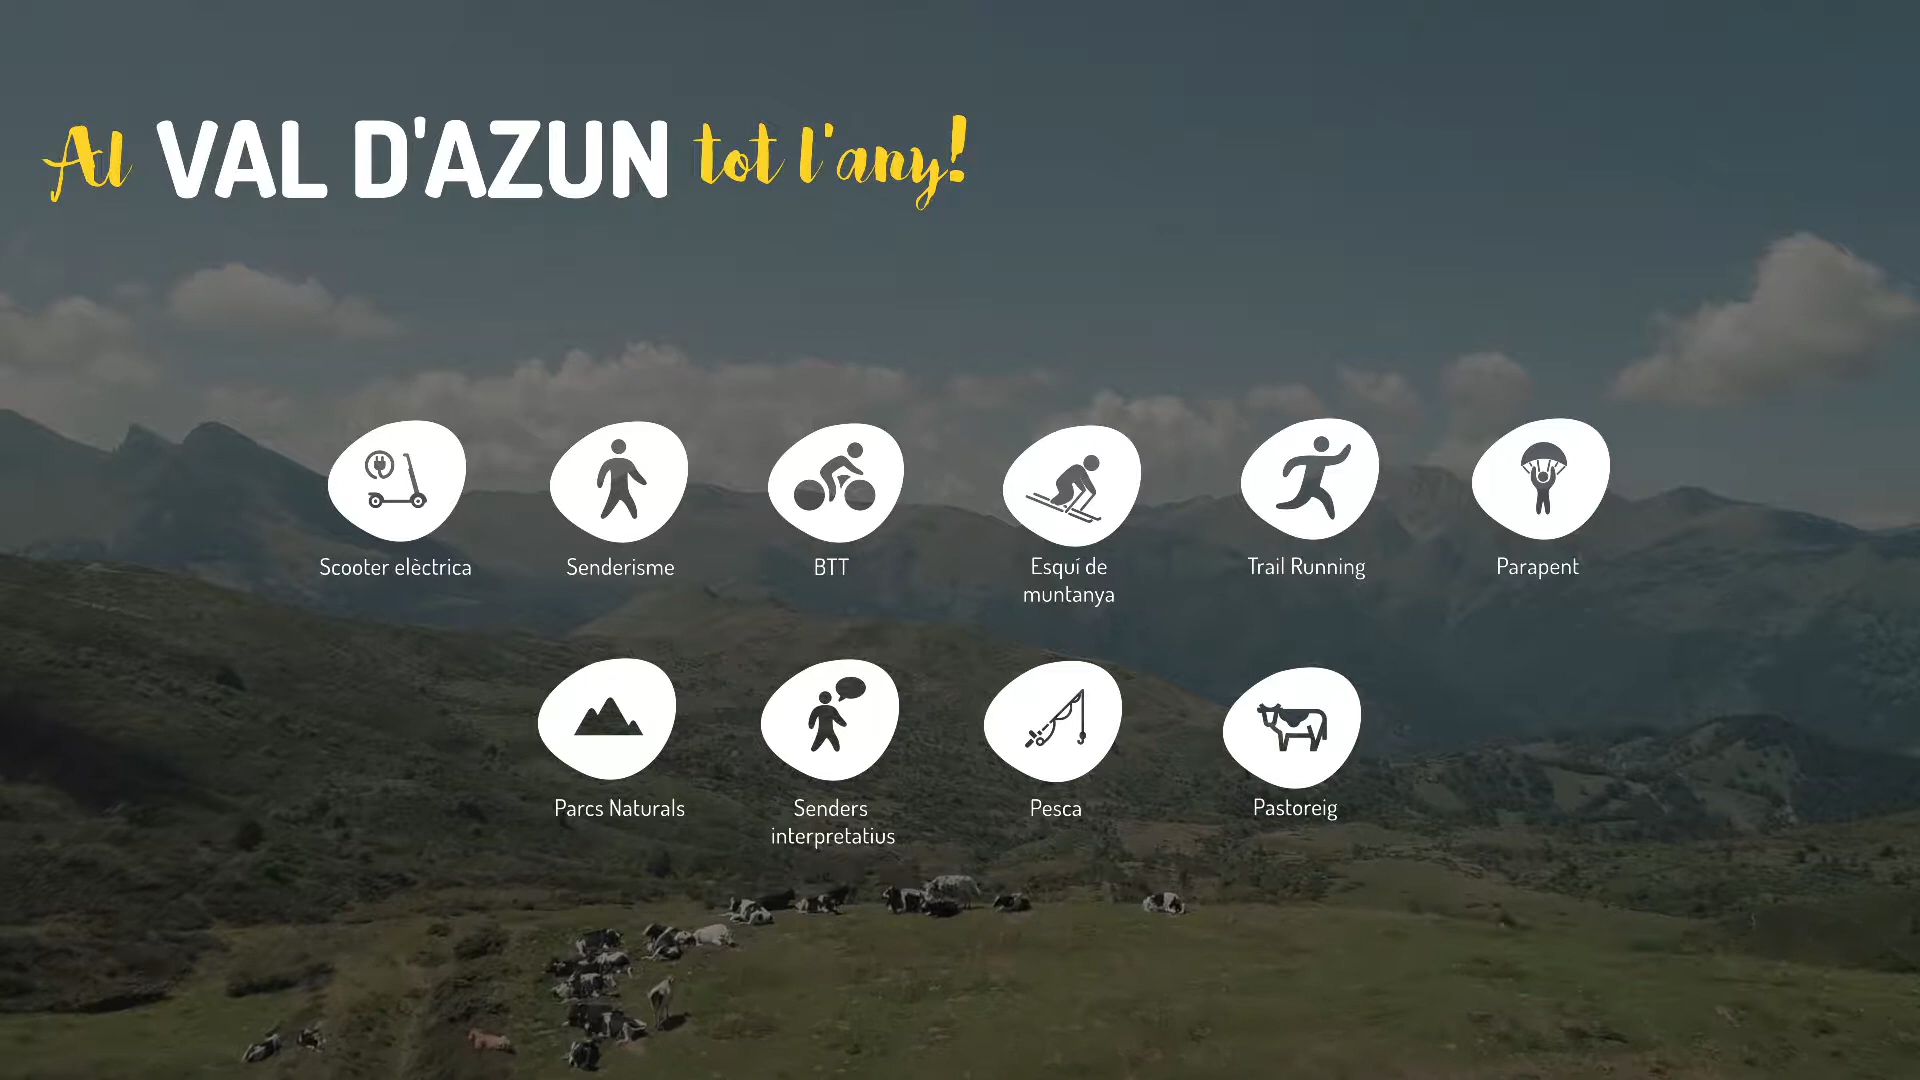 Al VAL D'AZUN tot l'any!
Scooter elèctrica
Senderisme
BTT
Esquí de
muntanya
Trail Running
Parapent
Parcs Naturals
Senders
interpretatius
Pesca
Pastoreig